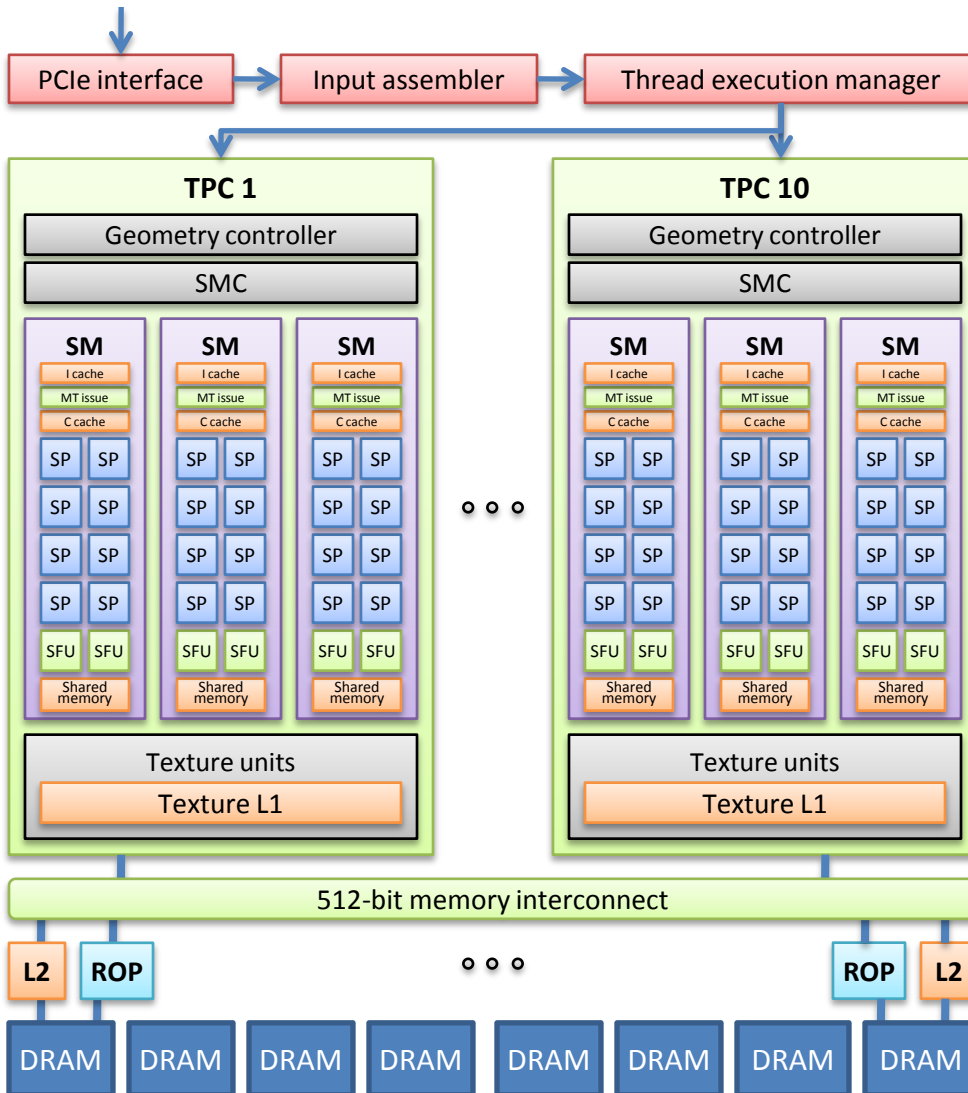 PCIe interface
Input assembler
Thread execution manager
TPC 1
Geometry controller
SMC
SM
I cache
MT issue
C cache
SP SP
SP SP
SP SP
SP SP
SFU SFU
Shared
memory
SM
I cache
MT issue
C cache
SP SP
SP SP
SP SP
SP SP
SFU SFU
Shared
memory
SM
I cache
MT issue
C cache
SP SP
SP SP
SP SP
SP SP
SFU SFU
Shared
memory
Texture units
Texture L1
TPC 10
Geometry controller
SMC
SM
I cache
MT issue
C cache
SP SP
SP SP
SP SP
SP SP
SFU SFU
Shared
memory
SM
I cache
MT issue
C cache
SP SP
SP SP
SP SP
SP SP
SFU SFU
Shared
memory
SM
I cache
MT issue
C cache
SP SP
SP SP
SP SP
SP SP
SFU SFU
Shared
memory
Texture units
Texture L1
512-bit memory interconnect
L2 ROP ROP L2
DRAM DRAM DRAM DRAM DRAM DRAM DRAM DRAM